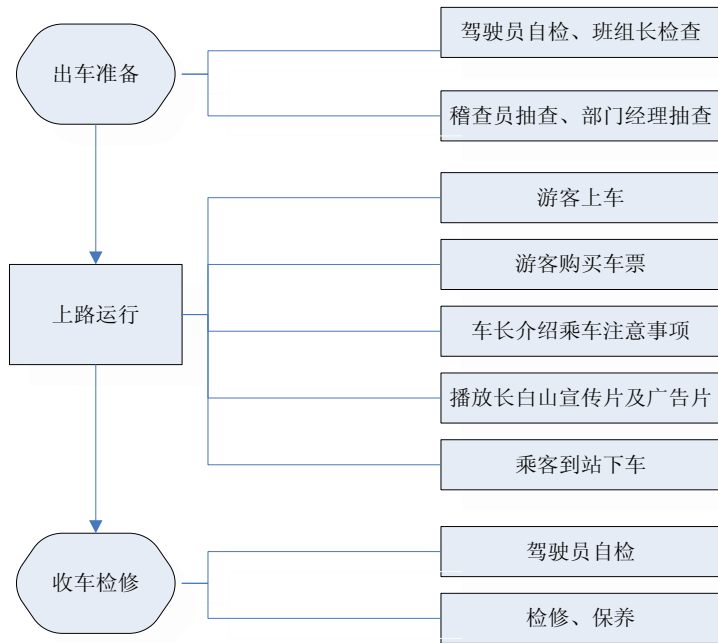 出车准备
驾驶员自检、班组长检查
稽查员抽查、部门经理抽查
上路运行
游客上车
游客购买车票
车长介绍乘车注意事项
播放长白山宣传片及广告片
乘客到站下车
收车检修
驾驶员自检
检修、保养